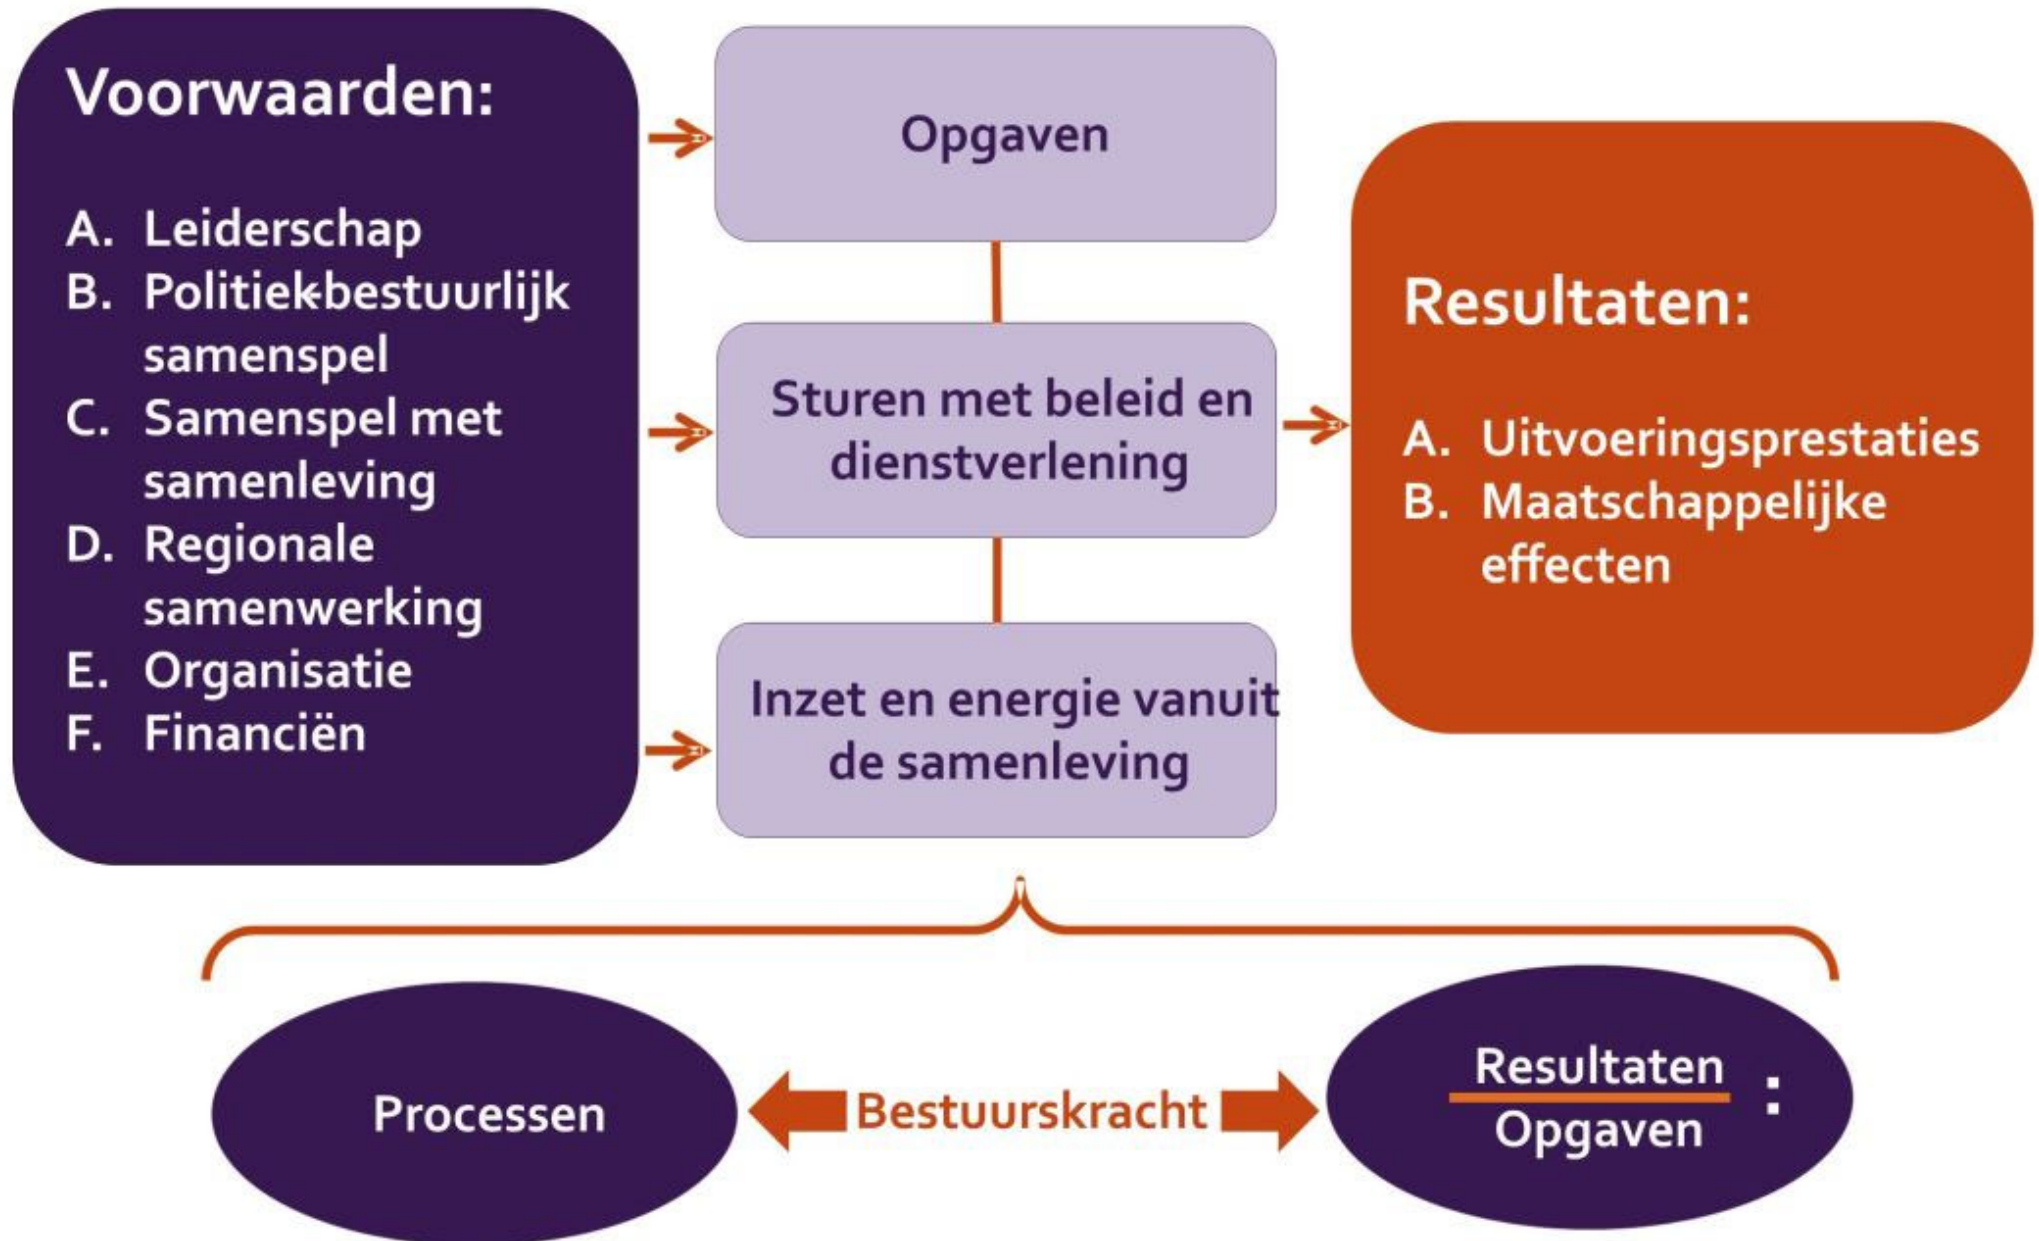 Voorwaarden:
A. Leiderschap
B. Politiek-bestuurlijk
samenspel
C. Samenspel met
samenleving
D. Regionale
samenwerking
E. Organisatie
F. Financiën
Opgaven
Sturen met beleid en
dienstverlening
Inzet en energie vanuit
de samenleving
Resultaten:
A. Uitvoeringsprestaties
B. Maatschappelijke
effecten
Processen
Bestuurskracht
Resultaten
Opgaven
: